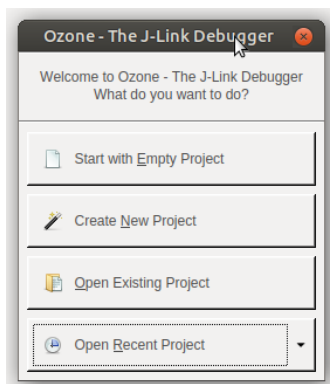 Ozone - The J-Link Debugger
Welcome to Ozone - The J-Link Debugger
What do you want to do?
Start with Empty Project
Create New Project
Open Existing Project
Open Recent Project